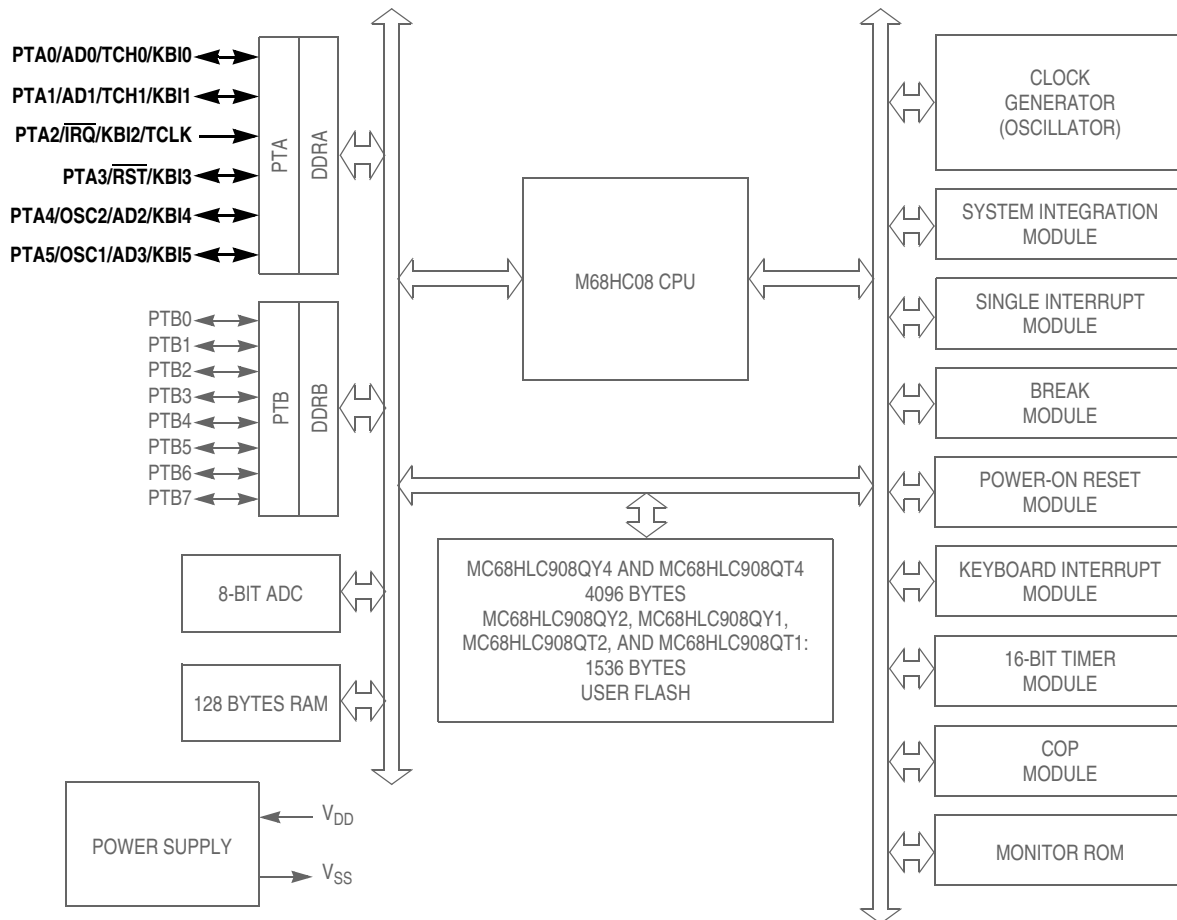 PTA0/AD0/TCH0/KBI0
PTA1/AD1/TCH1/KBI1
PTA2/IRQ/KBI2/TCLK
PTA3/RST/KBI3
PTA4/OSC2/AD2/KBI4
PTA5/OSC1/AD3/KBI5
PTA
DDRA
PTB0
PTB1
PTB2
PTB3
PTB4
PTB5
PTB6
PTB7
PTB
DDRB
8-BIT ADC
128 BYTES RAM
POWER SUPPLY
VDD
VSS
M68HC08 CPU
MC68HLC908QY4 AND MC68HLC908QT4
4096 BYTES
MC68HLC908QY2, MC68HLC908QY1,
MC68HLC908QT2, AND MC68HLC908QT1:
1536 BYTES
USER FLASH
CLOCK
GENERATOR
(OSCILLATOR)
SYSTEM INTEGRATION
MODULE
SINGLE INTERRUPT
MODULE
BREAK
MODULE
POWER-ON RESET
MODULE
KEYBOARD INTERRUPT
MODULE
16-BIT TIMER
MODULE
COP
MODULE
MONITOR ROM